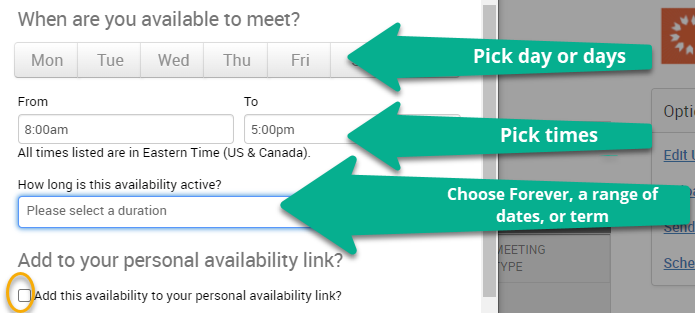 When are you available to meet?
Mon Tue Wed Thu Fri
Pick day or days
From To
8:00am 5:00pm
Pick times
All times listed are in Eastern Time (US & Canada).
How long is this availability active?
Please select a duration
Choose Forever, a range of
dates, or term
Add to your personal availability link?
Add this availability to your personal availability link?
MEETING
TYPE
Opti
Edit U
Send
Sche